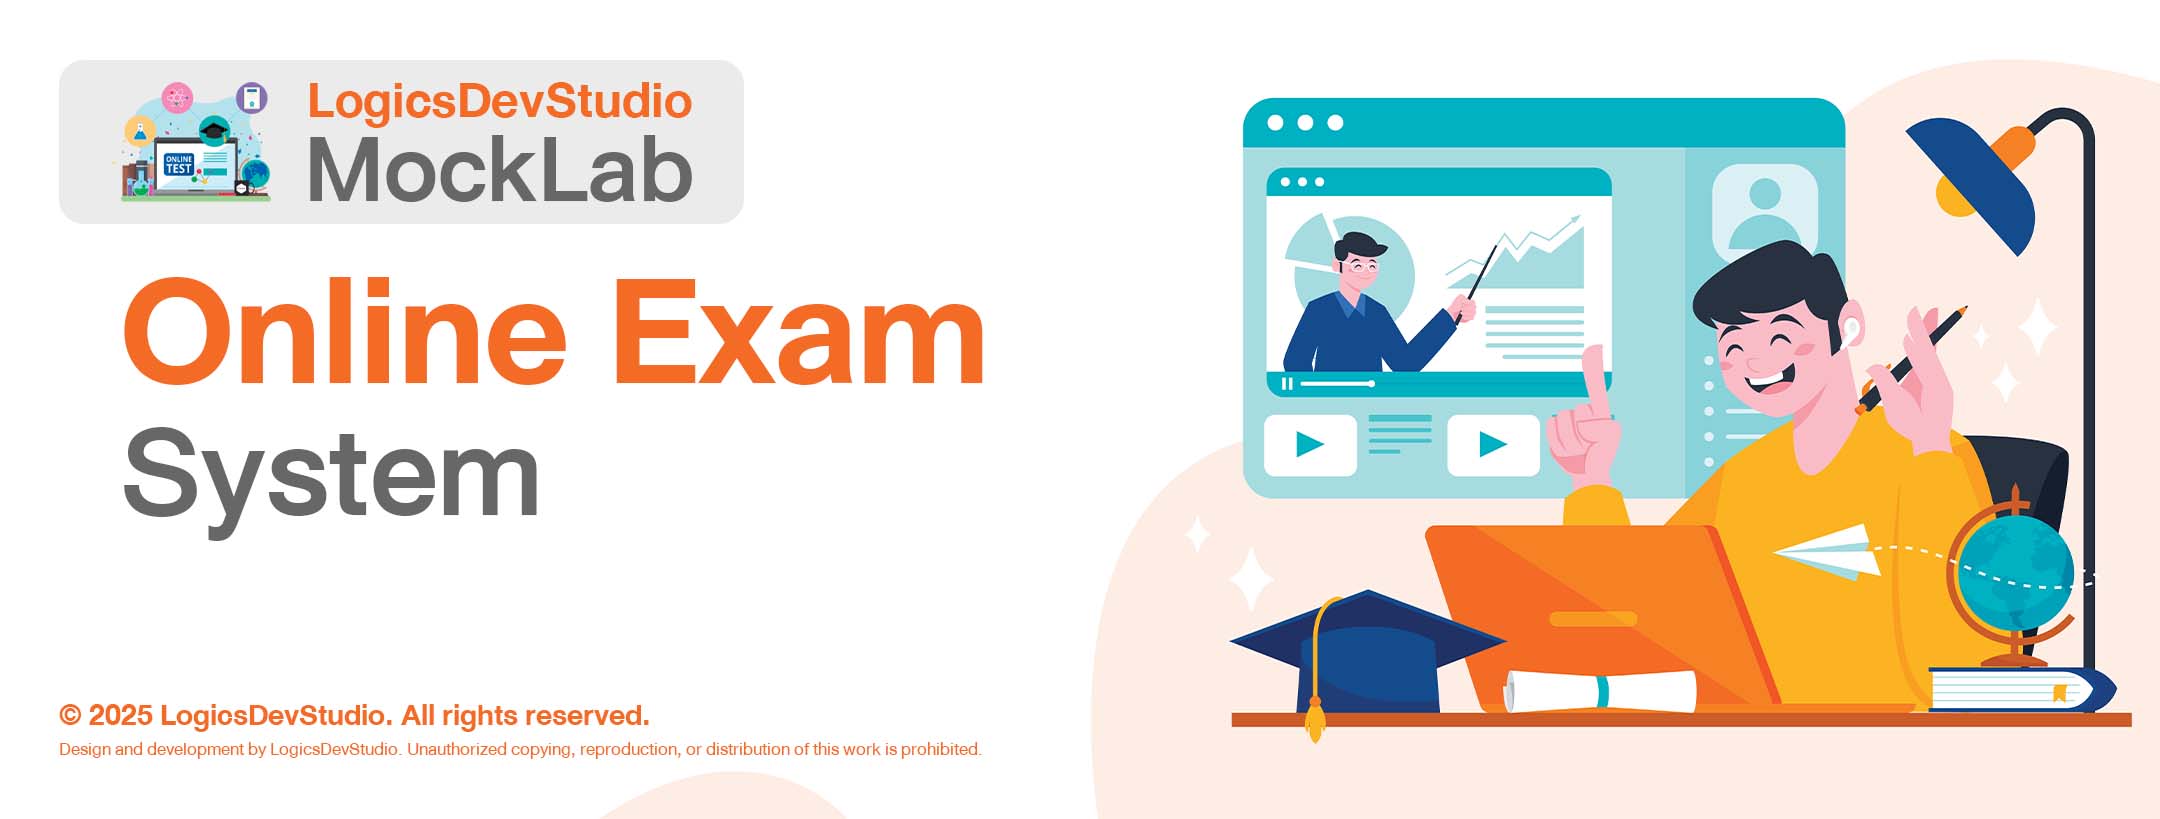 LogicsDevStudio
MockLab
ONLINE
TEST
Online Exam
System
© 2025 LogicsDevStudio. All rights reserved.
Design and development by LogicsDevStudio. Unauthorized copying, reproduction, or distribution of this work is prohibited.